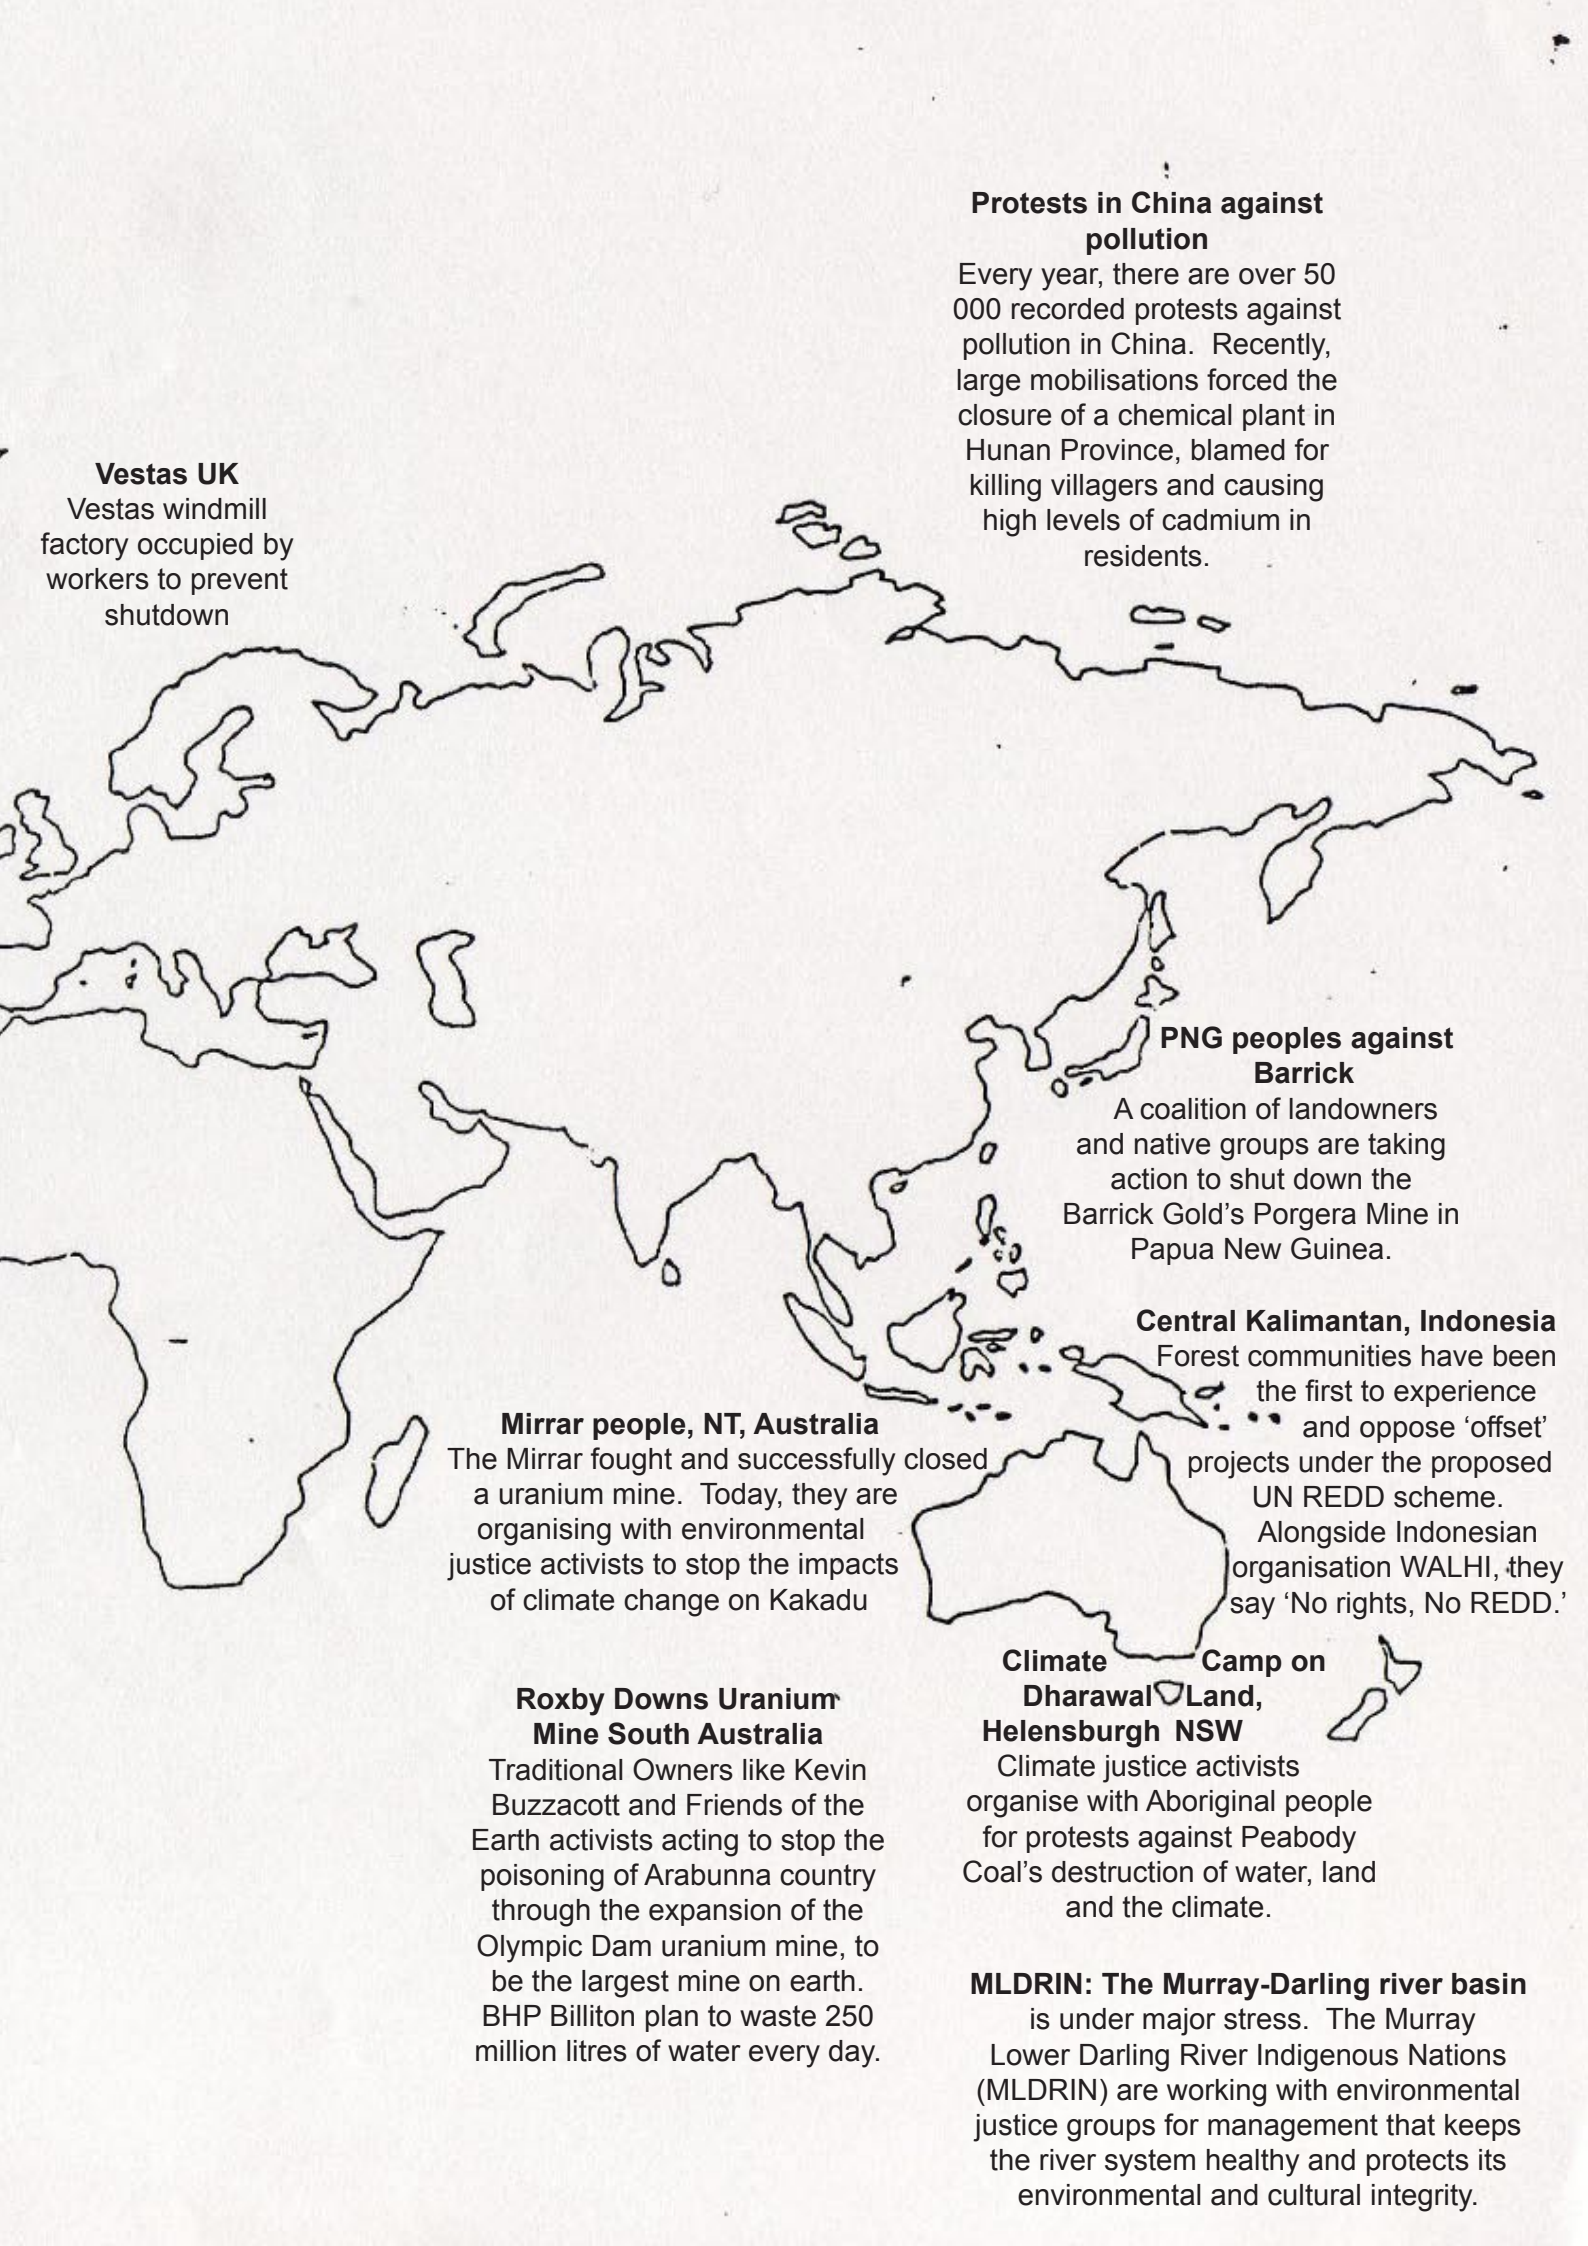 Protests in China against
pollution
Every year, there are over 50
000 recorded protests against
pollution in China.  Recently,
large mobilisations forced the
closure of a chemical plant in
Hunan Province, blamed for
killing villagers and causing
high levels of cadmium in
residents.
Vestas UK
Vestas windmill
factory occupied by
workers to prevent
shutdown
PNG peoples against
Barrick
A coalition of landowners
and native groups are taking
action to shut down the
Barrick Gold’s Porgera Mine in
Papua New Guinea.
Central Kalimantan, Indonesia
Forest communities have been
the first to experience
and oppose ‘offset’
projects under the proposed
UN REDD scheme.
Alongside Indonesian
organisation WALHI, they
say ‘No rights, No REDD.’
Mirrar people, NT, Australia
The Mirrar fought and successfully closed
a uranium mine.  Today, they are
organising with environmental
justice activists to stop the impacts
of climate change on Kakadu
Climate Camp on
Dharawal Land,
Helensburgh NSW
Climate justice activists
organise with Aboriginal people
for protests against Peabody
Coal’s destruction of water, land
and the climate.
Roxby Downs Uranium
Mine South Australia
Traditional Owners like Kevin
Buzzacott and Friends of the
Earth activists acting to stop the
poisoning of Arabunna country
through the expansion of the
Olympic Dam uranium mine, to
be the largest mine on earth.
BHP Billiton plan to waste 250
million litres of water every day.
MLDRIN: The Murray-Darling river basin
is under major stress.  The Murray
Lower Darling River Indigenous Nations
(MLDRIN) are working with environmental
justice groups for management that keeps
the river system healthy and protects its
environmental and cultural integrity.